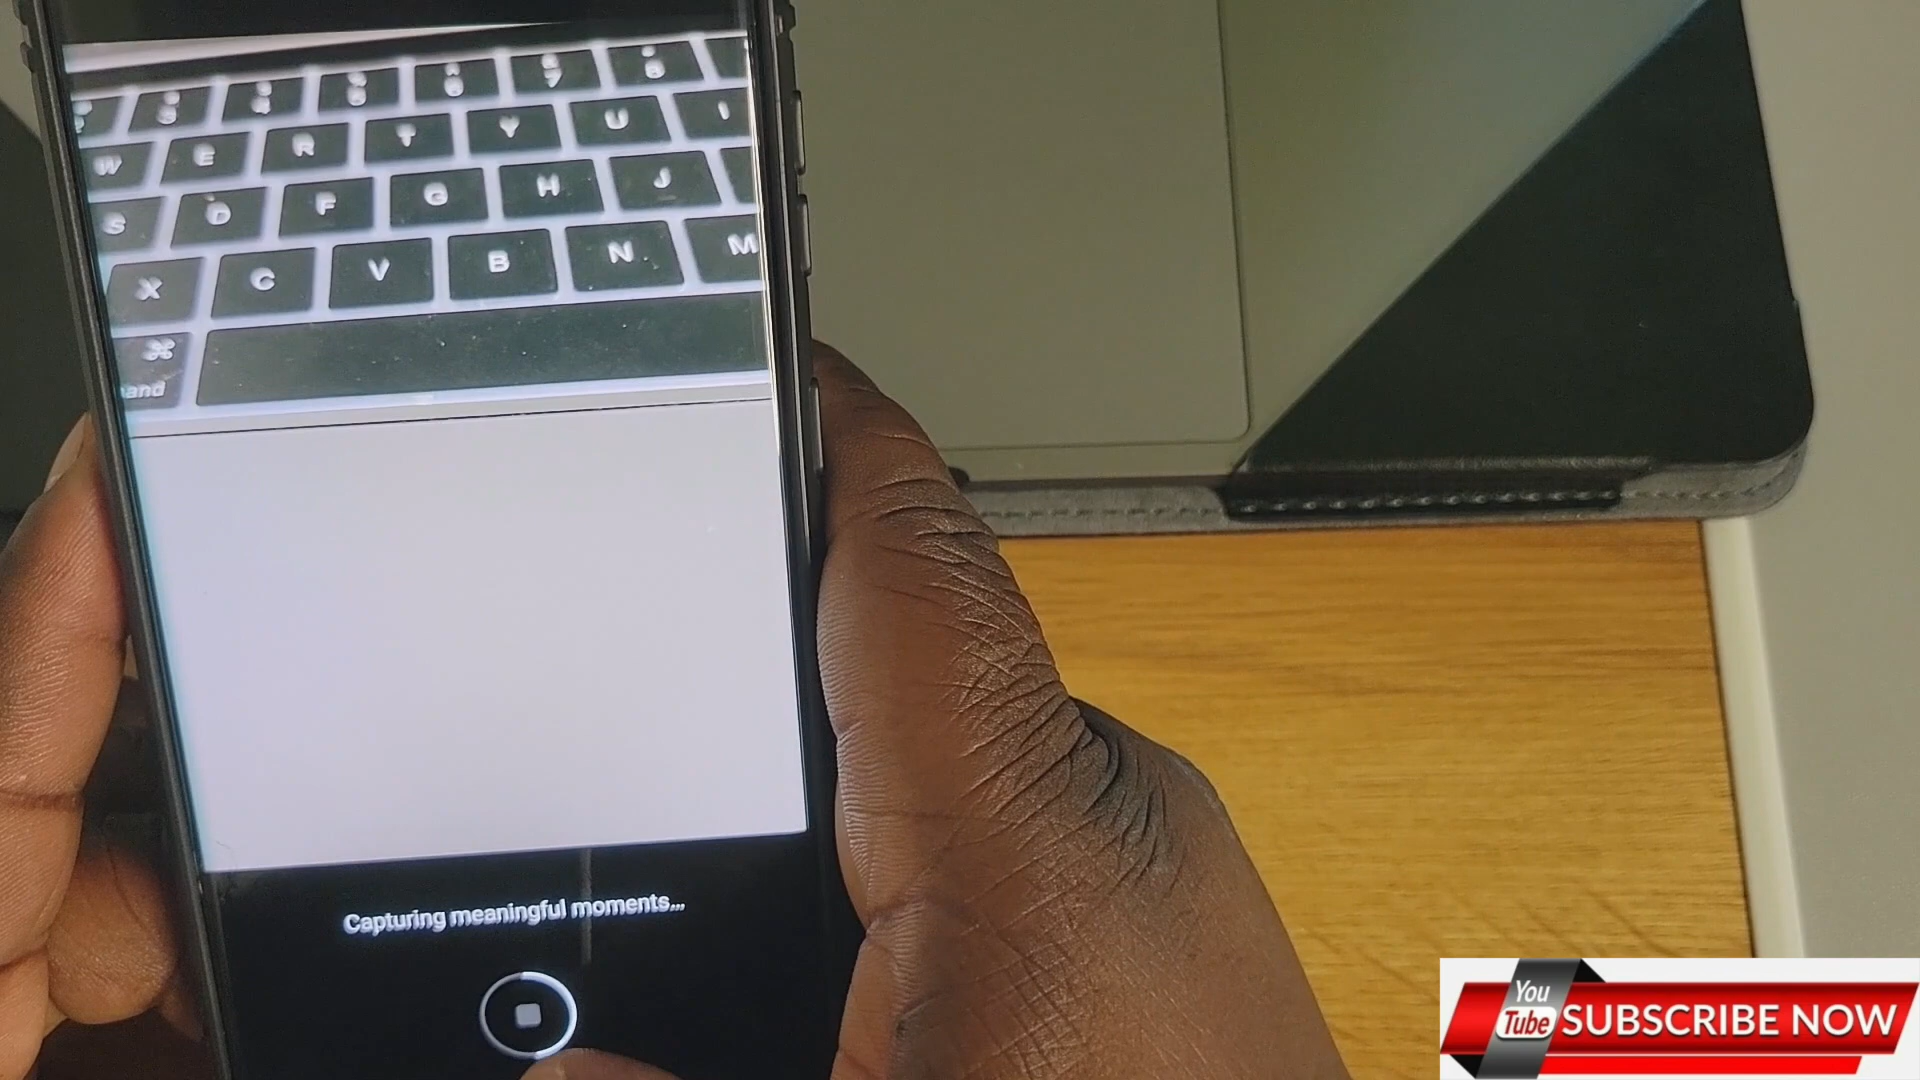 W E R T Y U I
S D F G H J
X C V B N M
⌘
and
Capturing meaningful moments...
You
Tube
SUBSCRIBE NOW